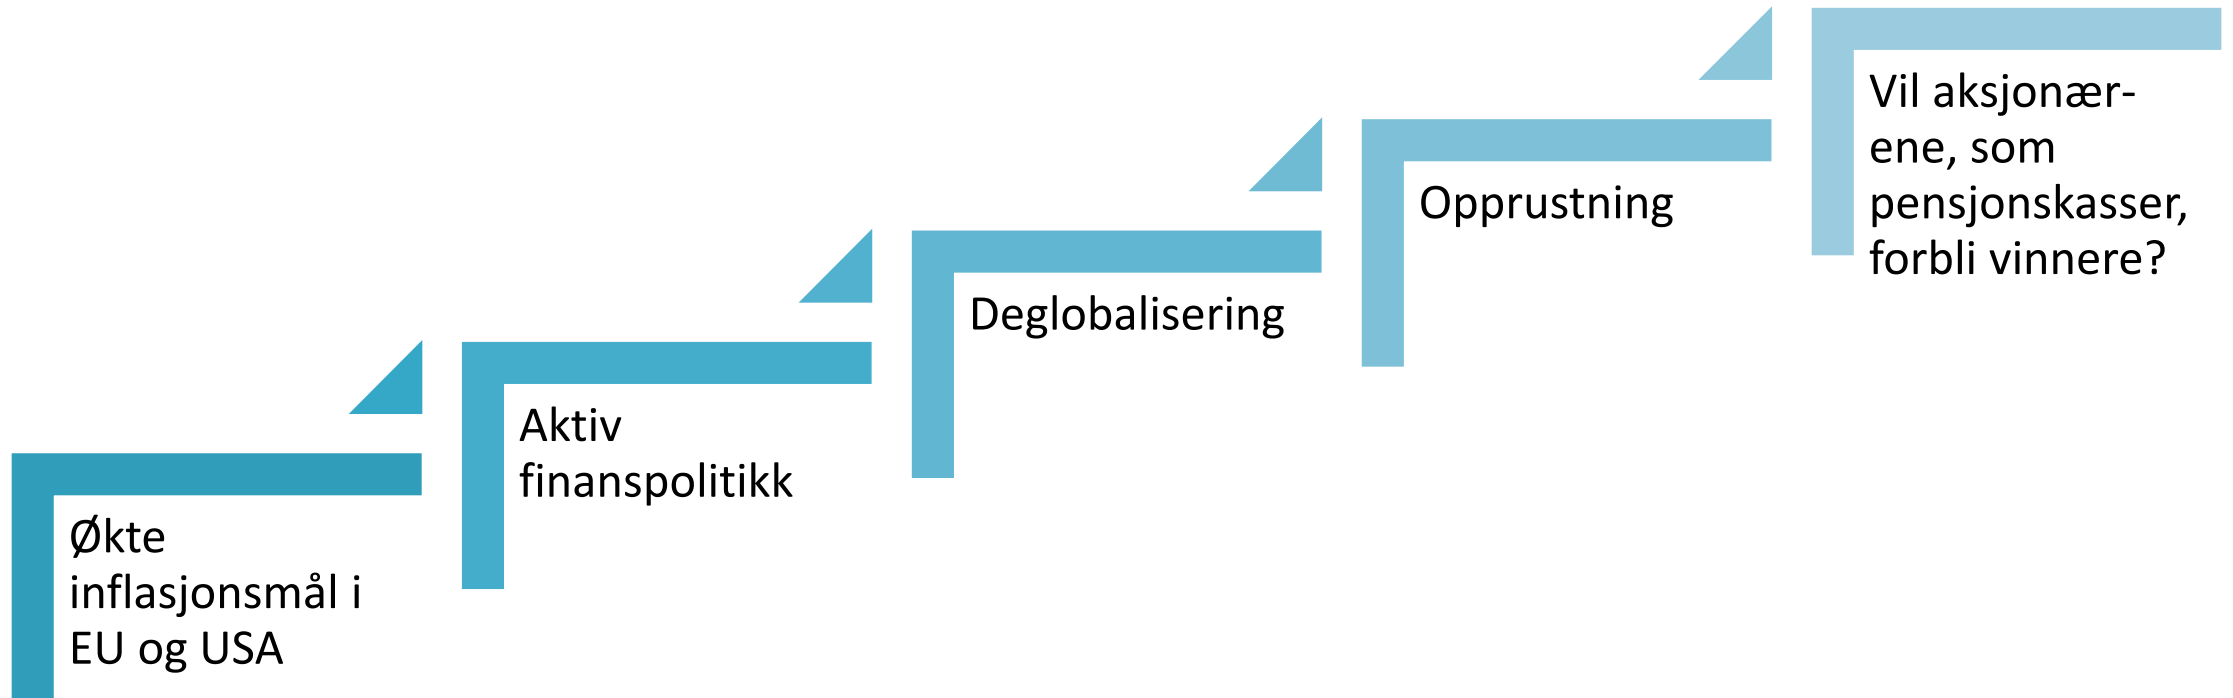 Økte
inflasjonsmål i
EU og USA
Aktiv
finanspolitikk
Deglobalisering
Opprustning
Vil aksjonær-
ene, som
pensjonskasser,
forbli vinnere?